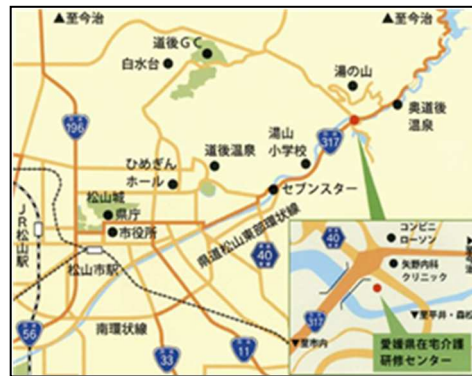 ▲至今治
▲至今治
道後GC
白水台
湯の山
196
奥道後
温泉
湯山
小学校
317
道後温泉
ひめぎん
ホール
セブンスター
松山城
県庁
市役所
JR松山駅
松山市駅
県道松山東部環状線
40
南環状線
56
33
11
40
コンビニ
ローソン
矢野内科
クリニック
▶至平井・森松
317
▼至市内
愛媛県在宅介護
研修センター